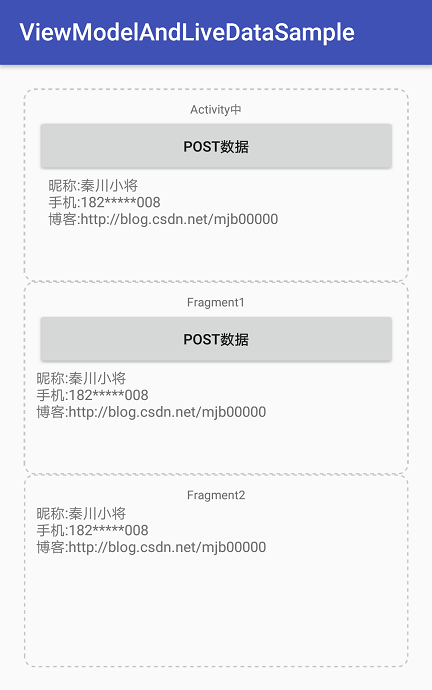 ViewModelAndLiveDataSample
Activity中
POST数据
昵称:秦川小将
手机:182*****008
博客:http://blog.csdn.net/mjb00000
Fragment1
POST数据
昵称:秦川小将
手机:182*****008
博客:http://blog.csdn.net/mjb00000
Fragment2
昵称:秦川小将
手机:182*****008
博客:http://blog.csdn.net/mjb00000